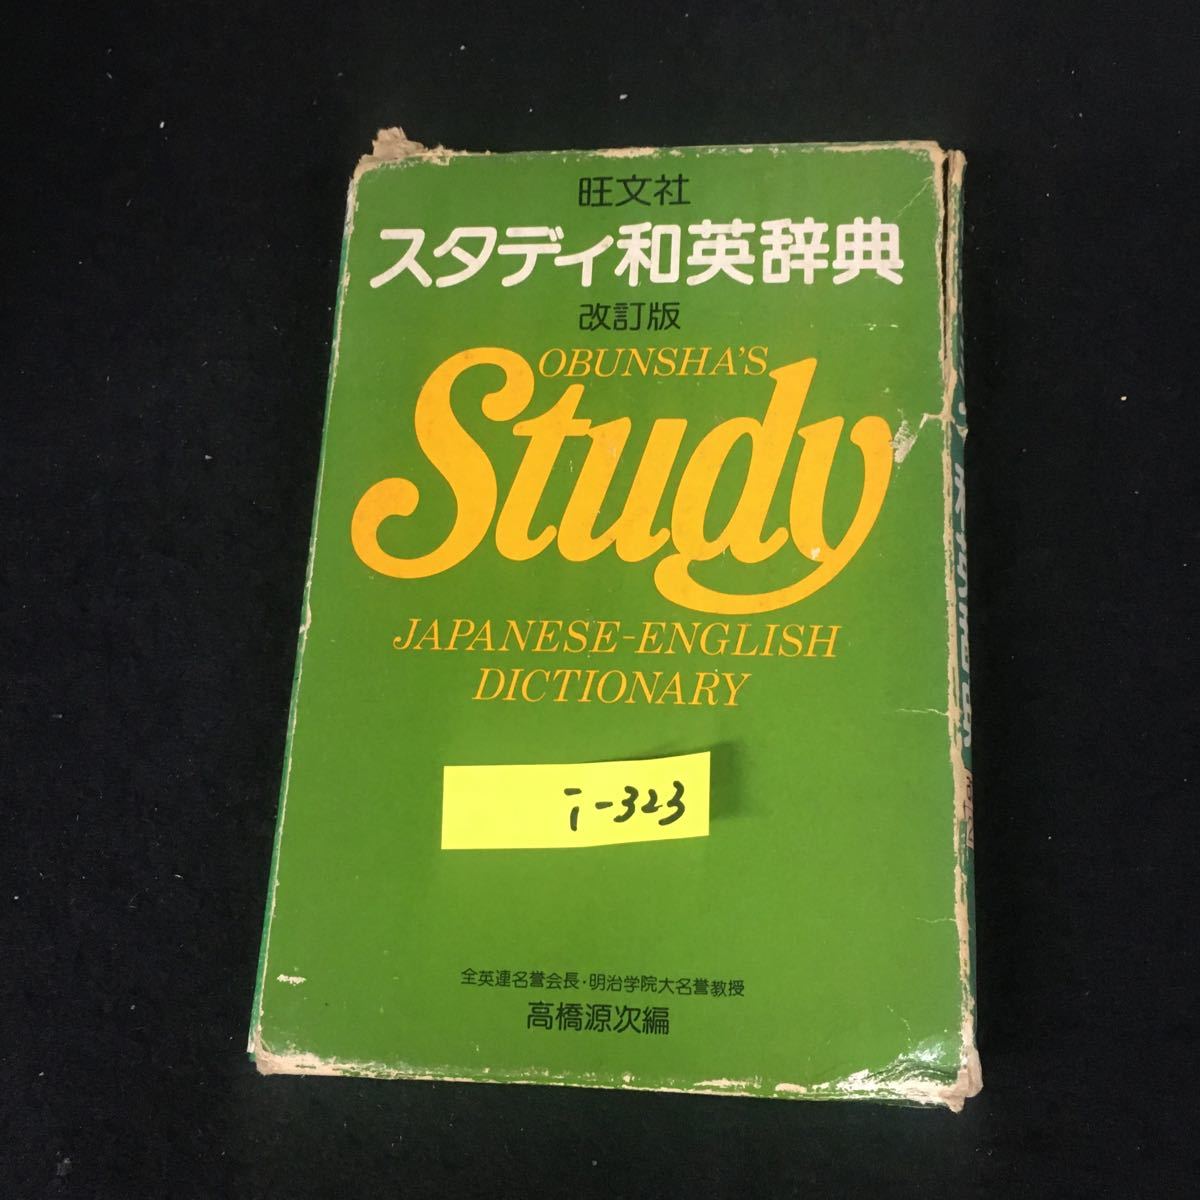 旺文社
スタディ和英辞典
改訂版
OBUNSHA'S
Study
JAPANESE-ENGLISH
DICTIONARY
i-323
全英連名誉会長・明治学院大名誉教授
高橋源次編